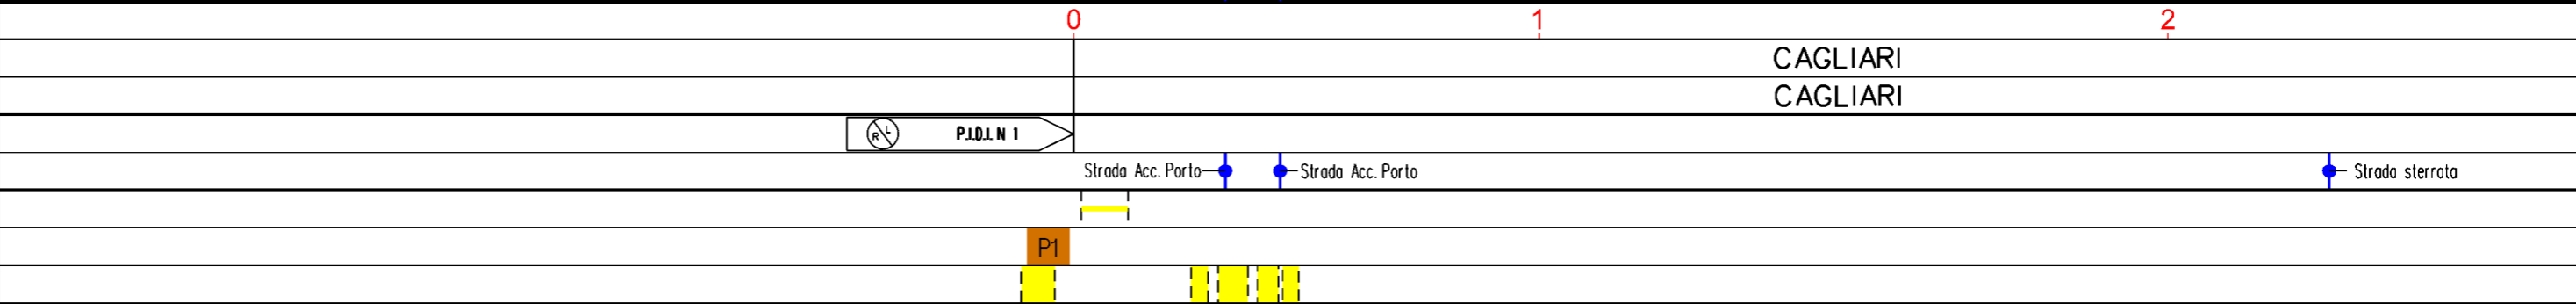 0 1 2
CAGLIARI
CAGLIARI
R L P.I.D.I. N 1
Strada Acc. Porto Strada Acc. Porto Strada sterrata
P1